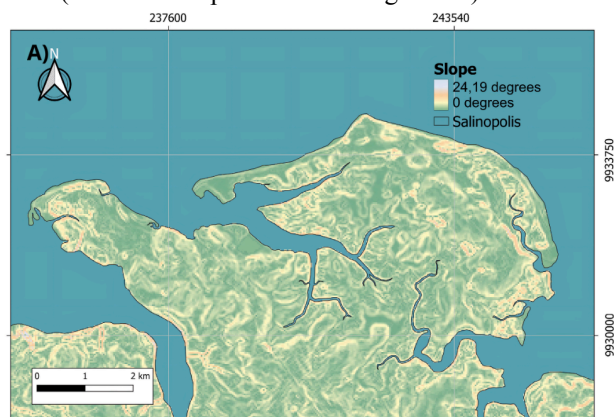 237600
243540
A) N
Slope
24,19 degrees
0 degrees
Salinopolis
9933750
9930000
0 1 2 km